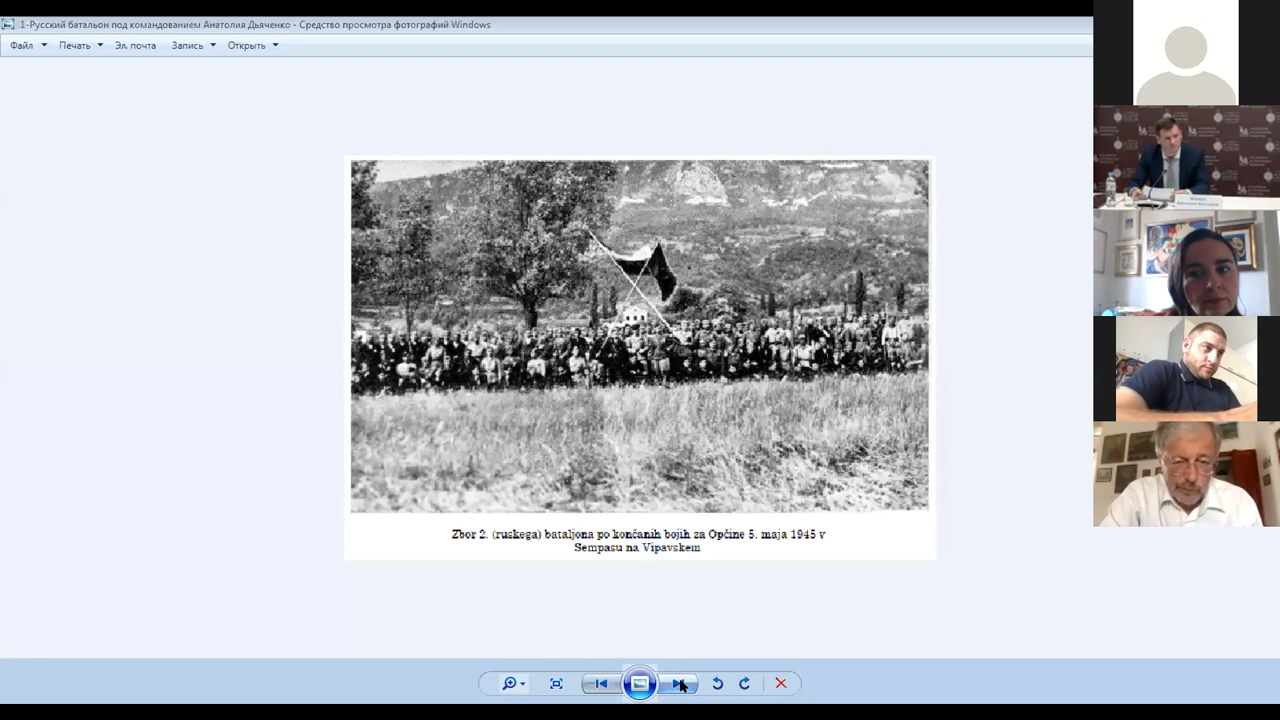 1-Русский батальон под командованием Анатолия Дьяченко - Средство просмотра фотографий Windows
Файл Печать Эл. почта Запись Открыть
Zbor 2. (ruskega) bataljona po končanih bojih za Opčine 5. maja 1945 v
Šempasu na Vipavskem